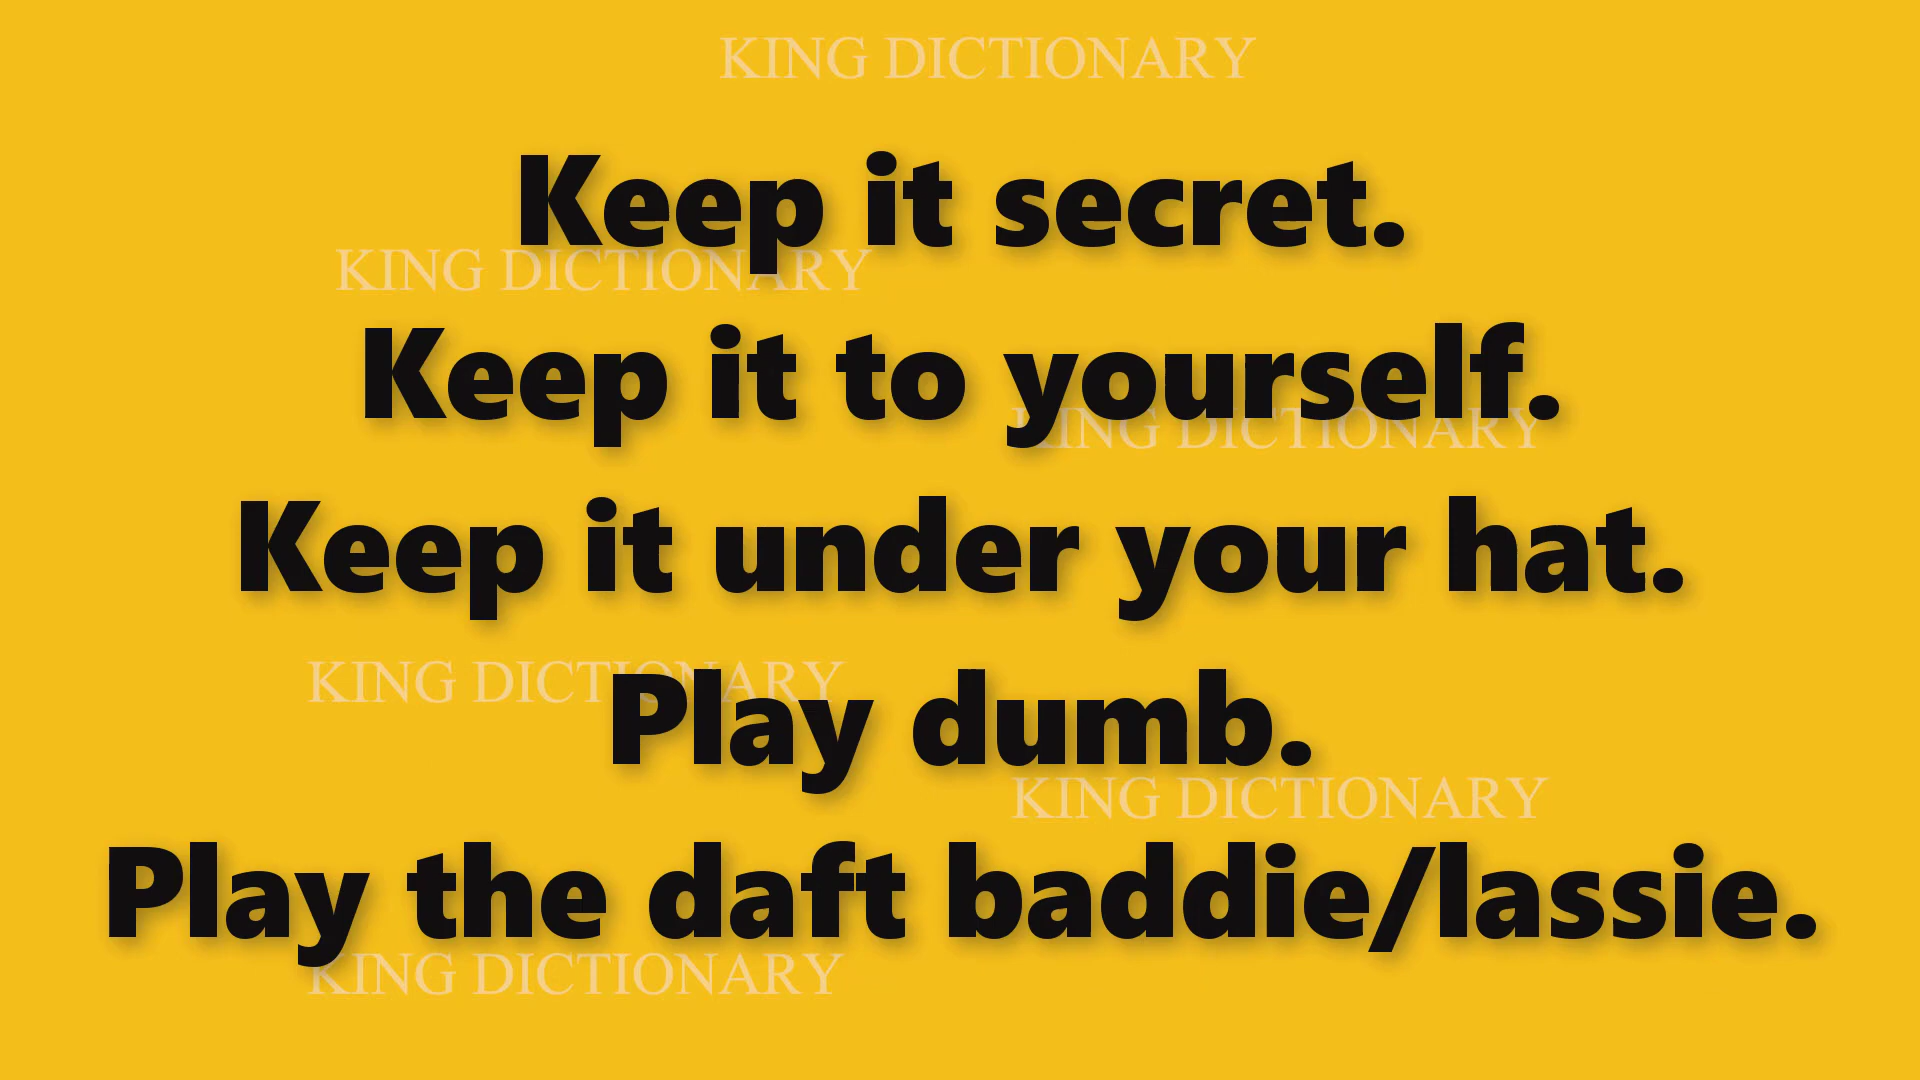 KING DICTIONARY
Keep it secret.
KING DICTIONARY
Keep it to yourself.
KING DICTIONARY
Keep it under your hat.
KING DICTIONARY
Play dumb.
KING DICTIONARY
Play the daft baddie/lassie.
KING DICTIONARY